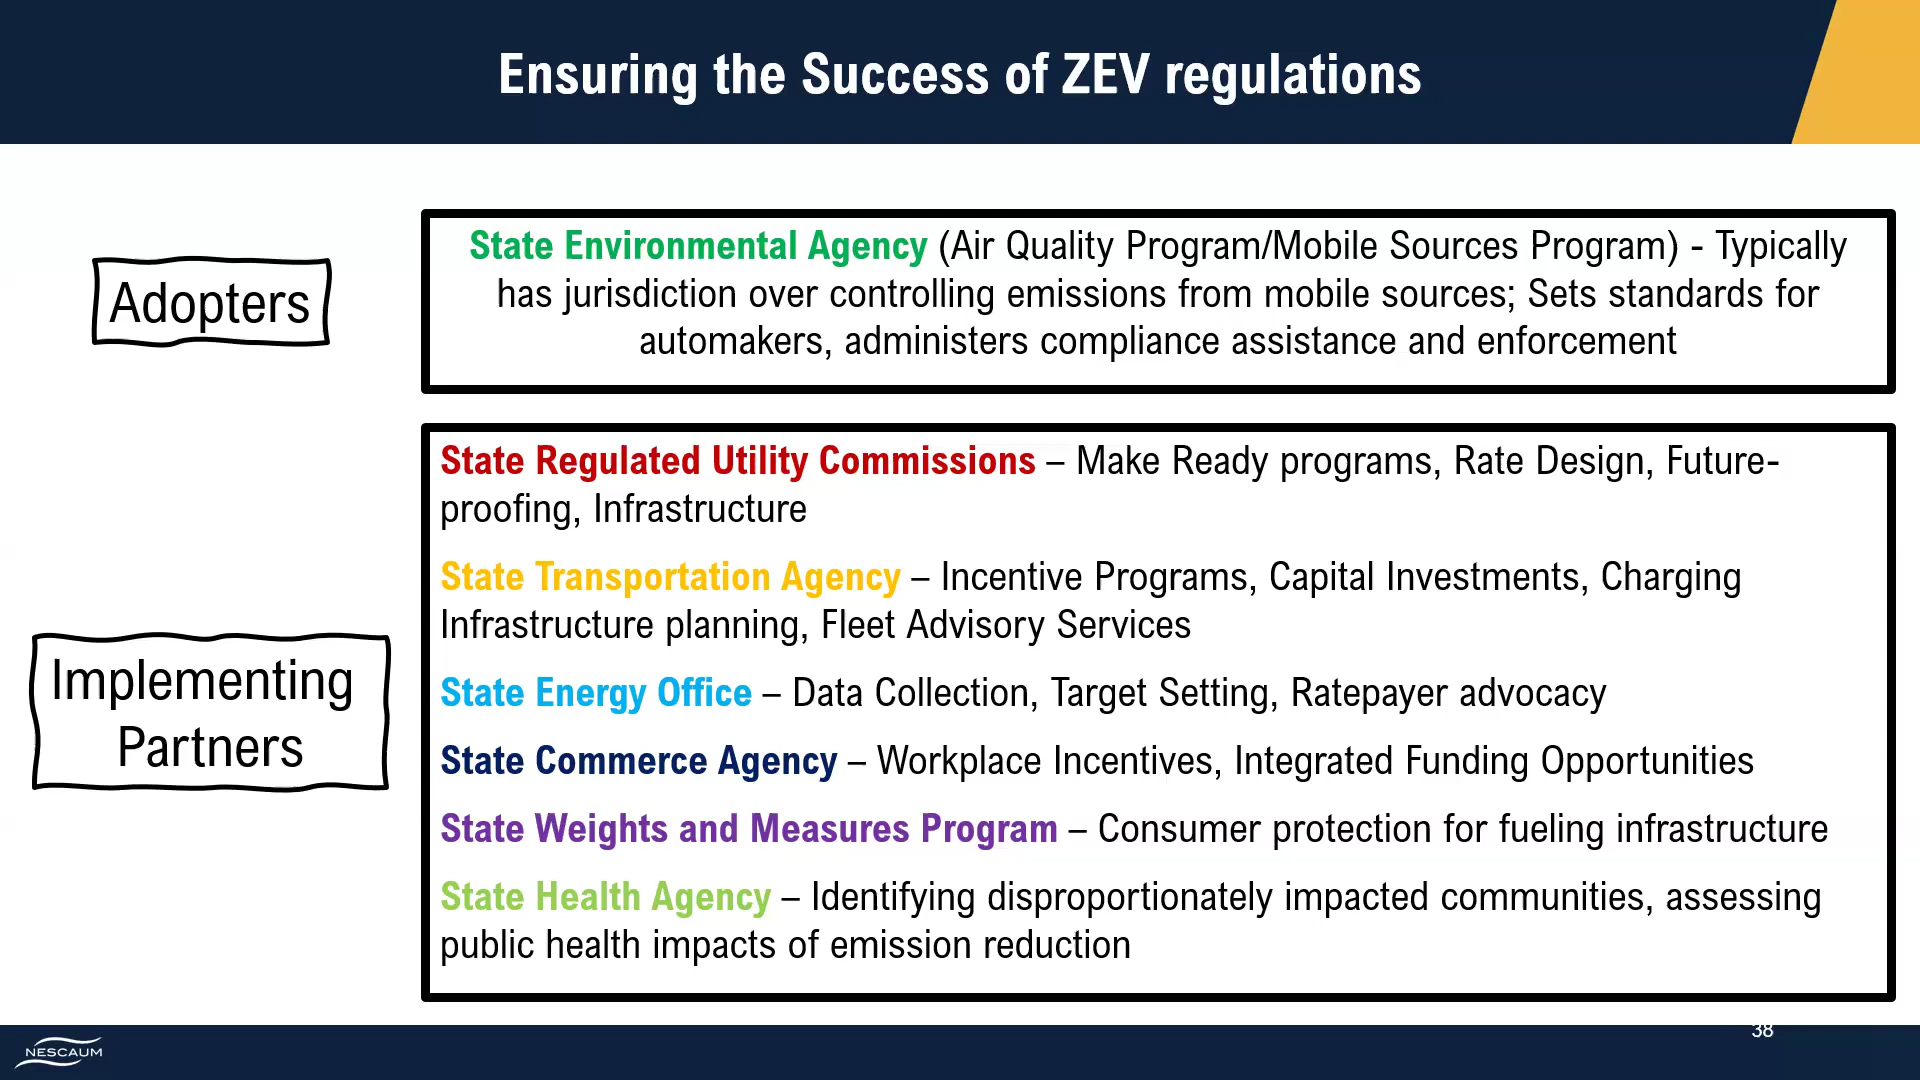 Ensuring the Success of ZEV regulations
Adopters
State Environmental Agency (Air Quality Program/Mobile Sources Program) - Typically
has jurisdiction over controlling emissions from mobile sources; Sets standards for
automakers, administers compliance assistance and enforcement
Implementing
Partners
State Regulated Utility Commissions – Make Ready programs, Rate Design, Future-
proofing, Infrastructure
State Transportation Agency – Incentive Programs, Capital Investments, Charging
Infrastructure planning, Fleet Advisory Services
State Energy Office – Data Collection, Target Setting, Ratepayer advocacy
State Commerce Agency – Workplace Incentives, Integrated Funding Opportunities
State Weights and Measures Program – Consumer protection for fueling infrastructure
State Health Agency – Identifying disproportionately impacted communities, assessing
public health impacts of emission reduction
NESCAUM
38